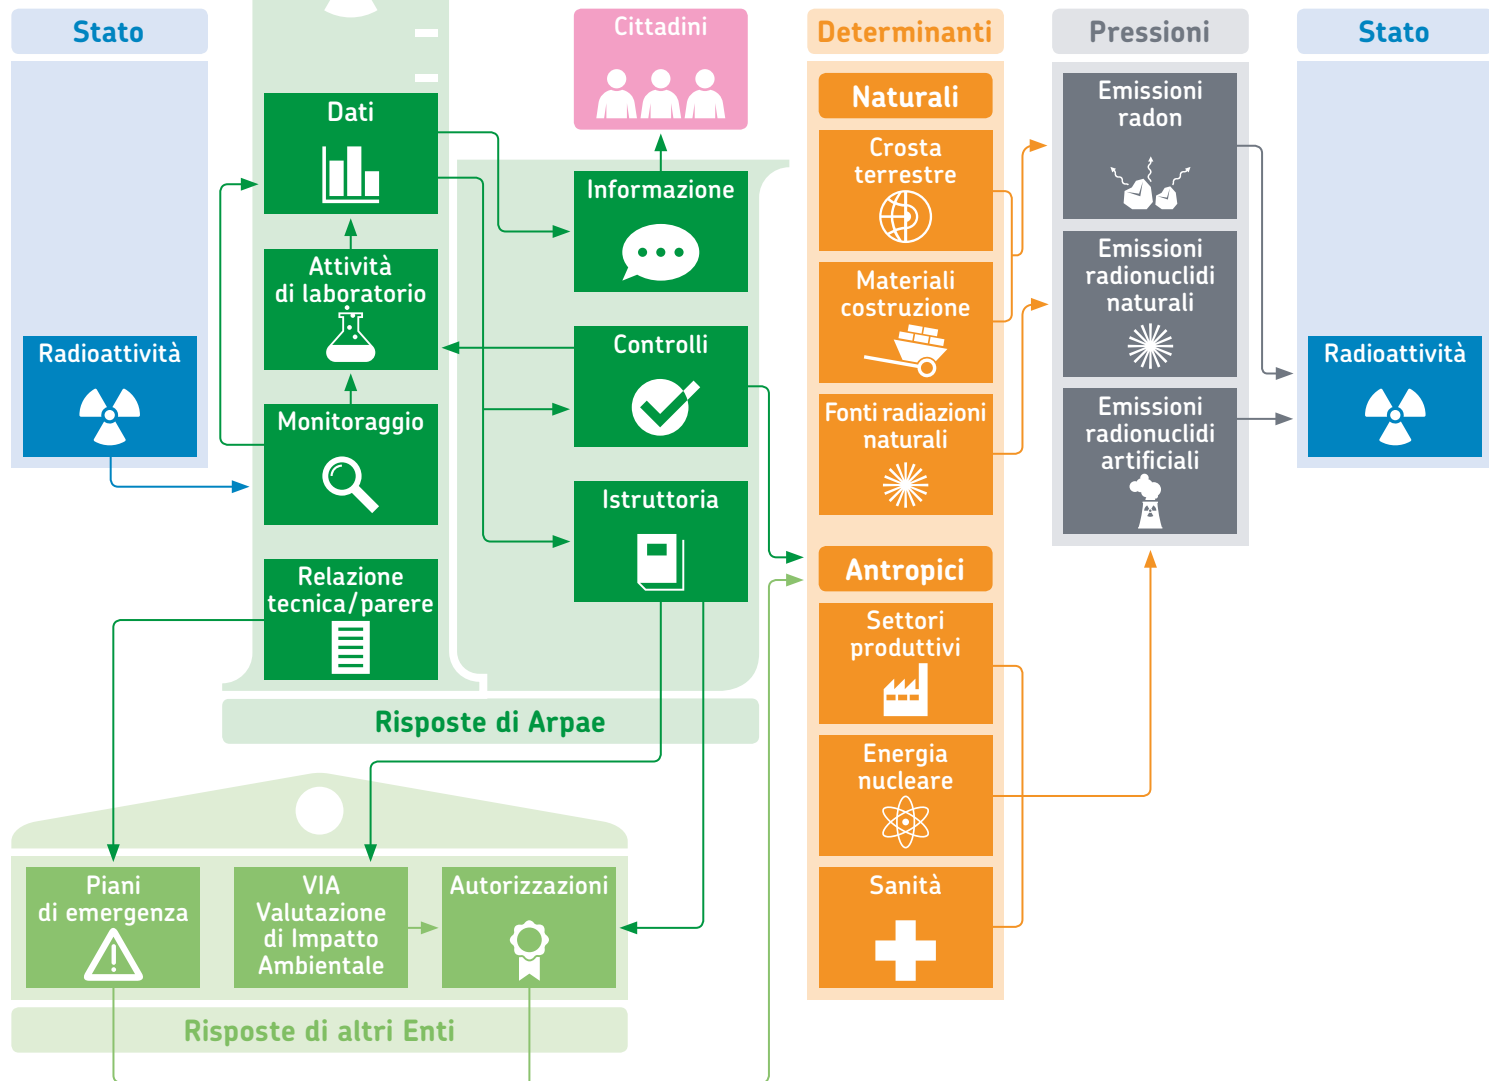 Stato
Radioattività
Dati
Attività
di laboratorio
Monitoraggio
Relazione
tecnica/parere
Cittadini
Informazione
Controlli
Istruttoria
Risposte di Arpae
Piani
di emergenza
VIA
Valutazione
di Impatto
Ambientale
Autorizzazioni
Risposte di altri Enti
Determinanti
Naturali
Crosta
terrestre
Materiali
costruzione
Fonti radiazioni
naturali
Antropici
Settori
produttivi
Energia
nucleare
Sanità
Pressioni
Emissioni
radon
Emissioni
radionuclidi
naturali
Emissioni
radionuclidi
artificiali
Stato
Radioattività